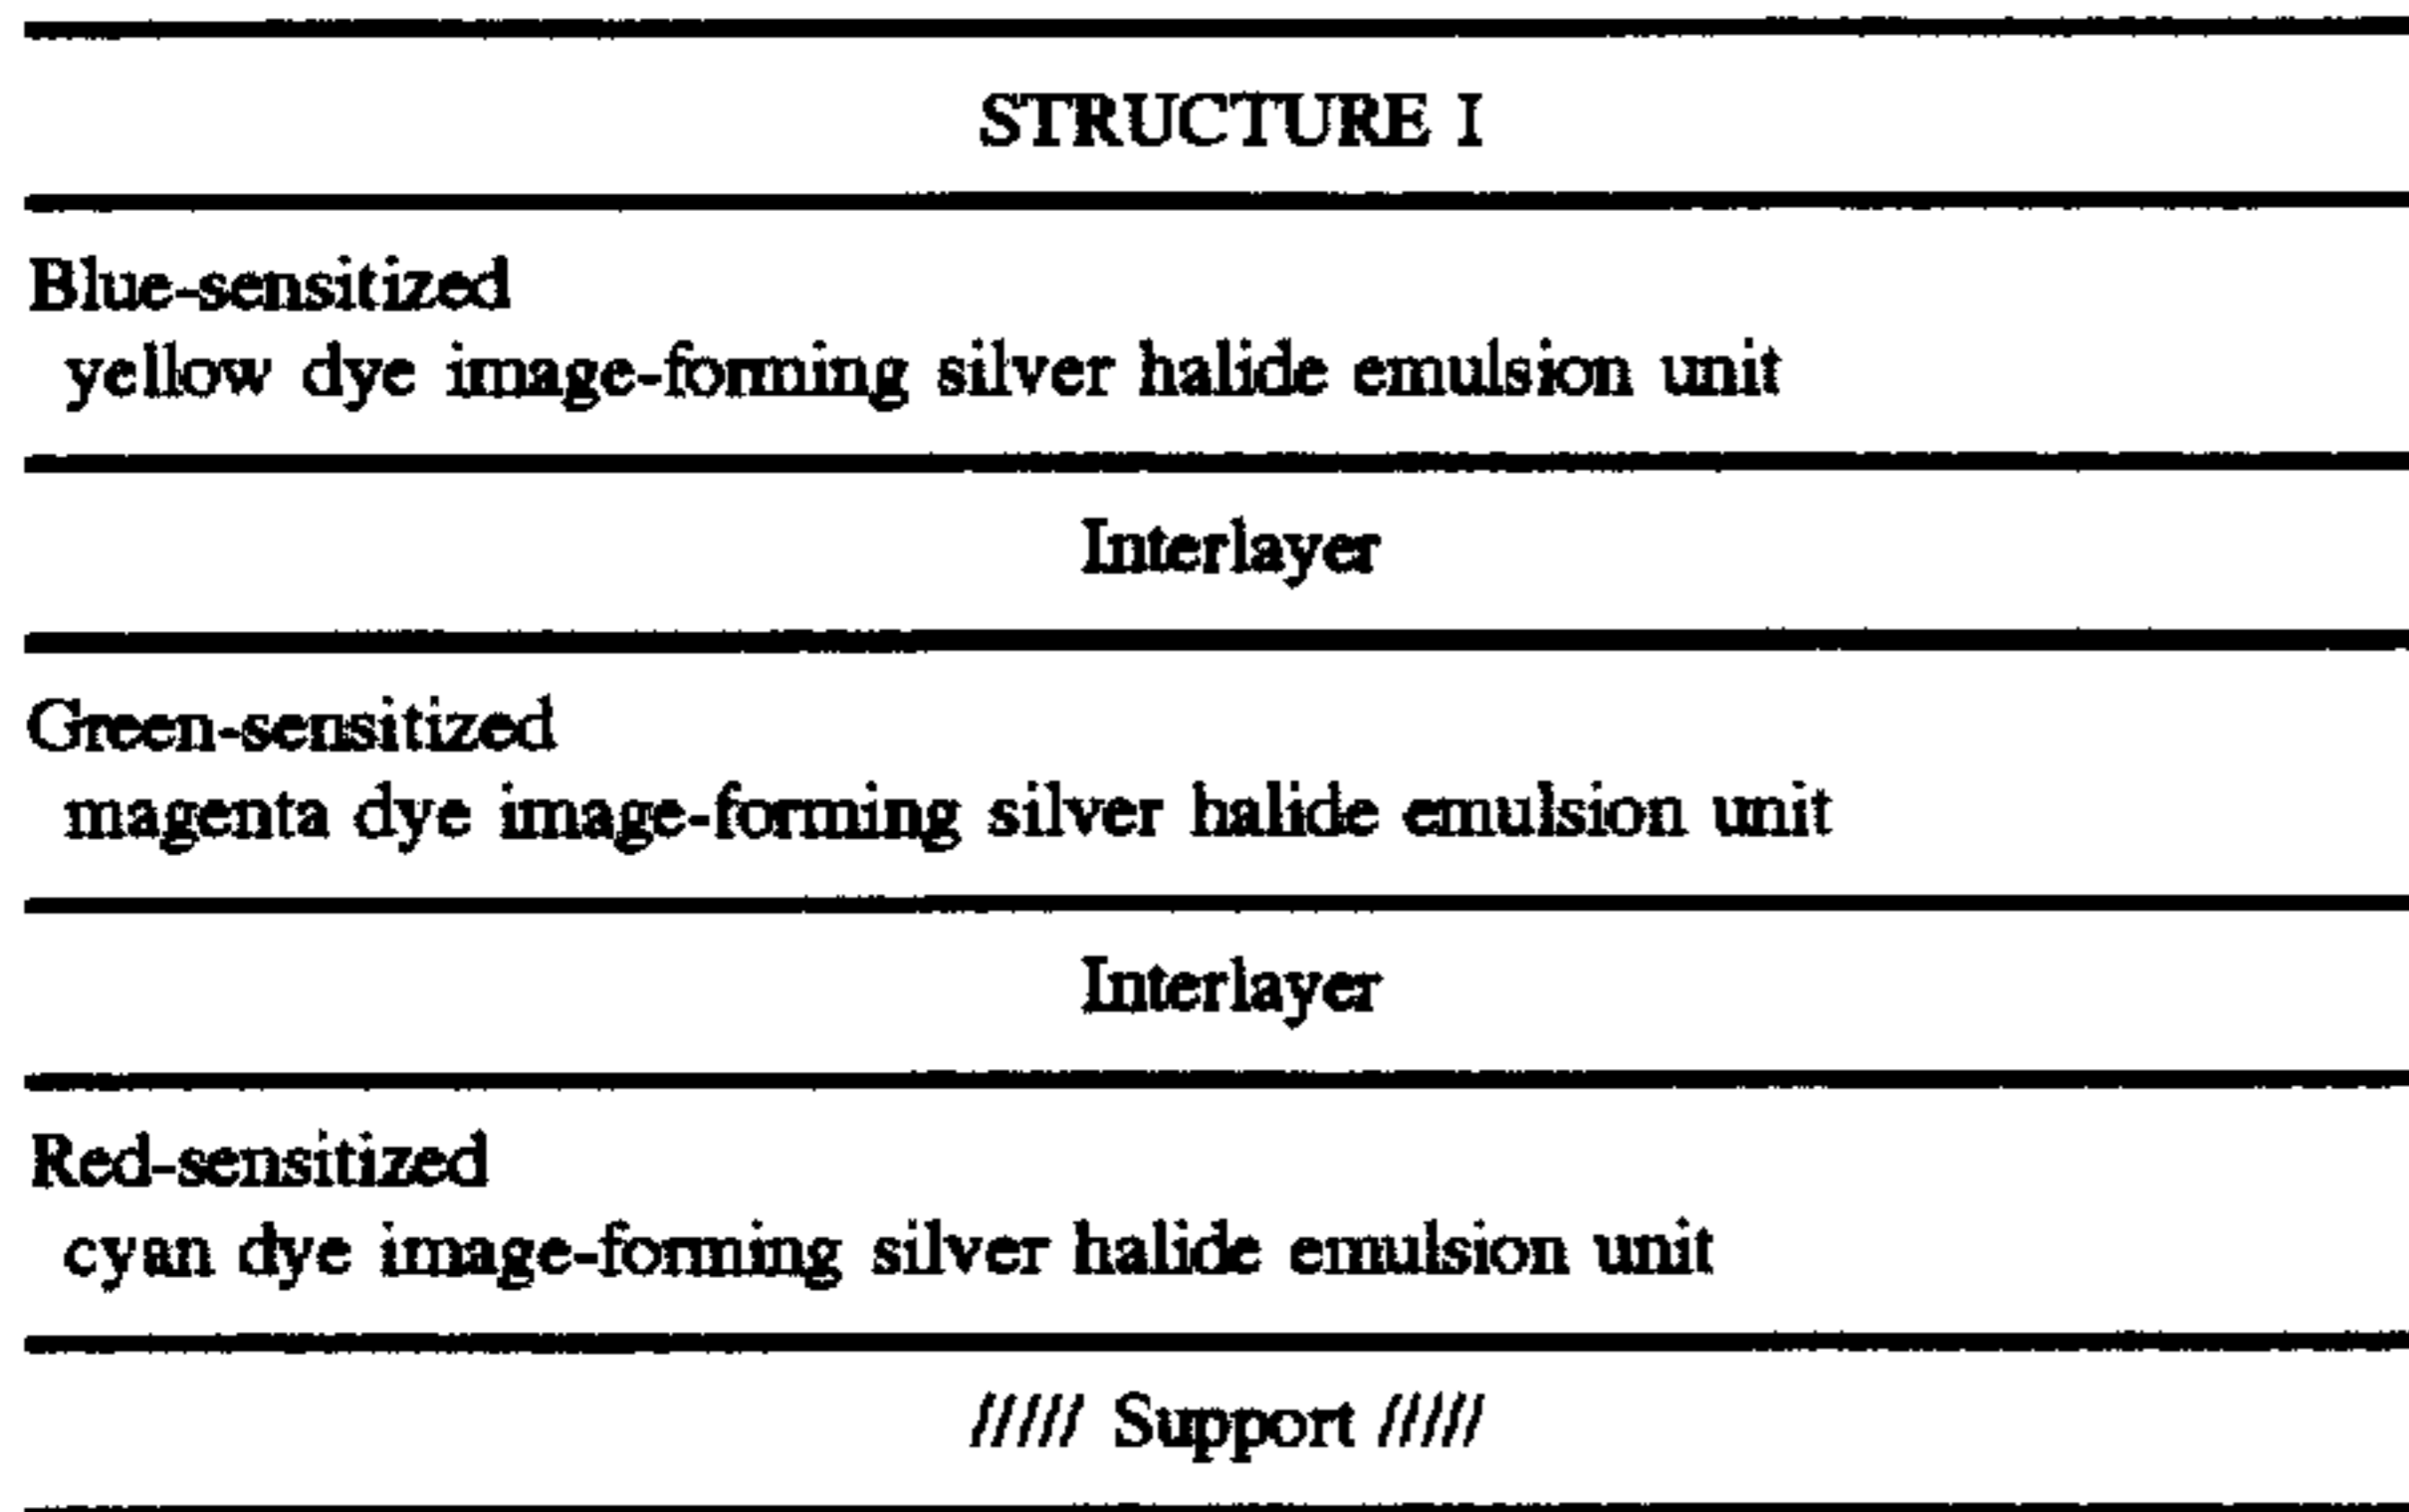 STRUCTURE I
Blue-sensitized
yellow dye image-forming silver halide emulsion unit
Interlayer
Green-sensitized
magenta dye image-forming silver halide emulsion unit
Interlayer
Red-sensitized
cyan dye image-forming silver halide emulsion unit
///// Support /////